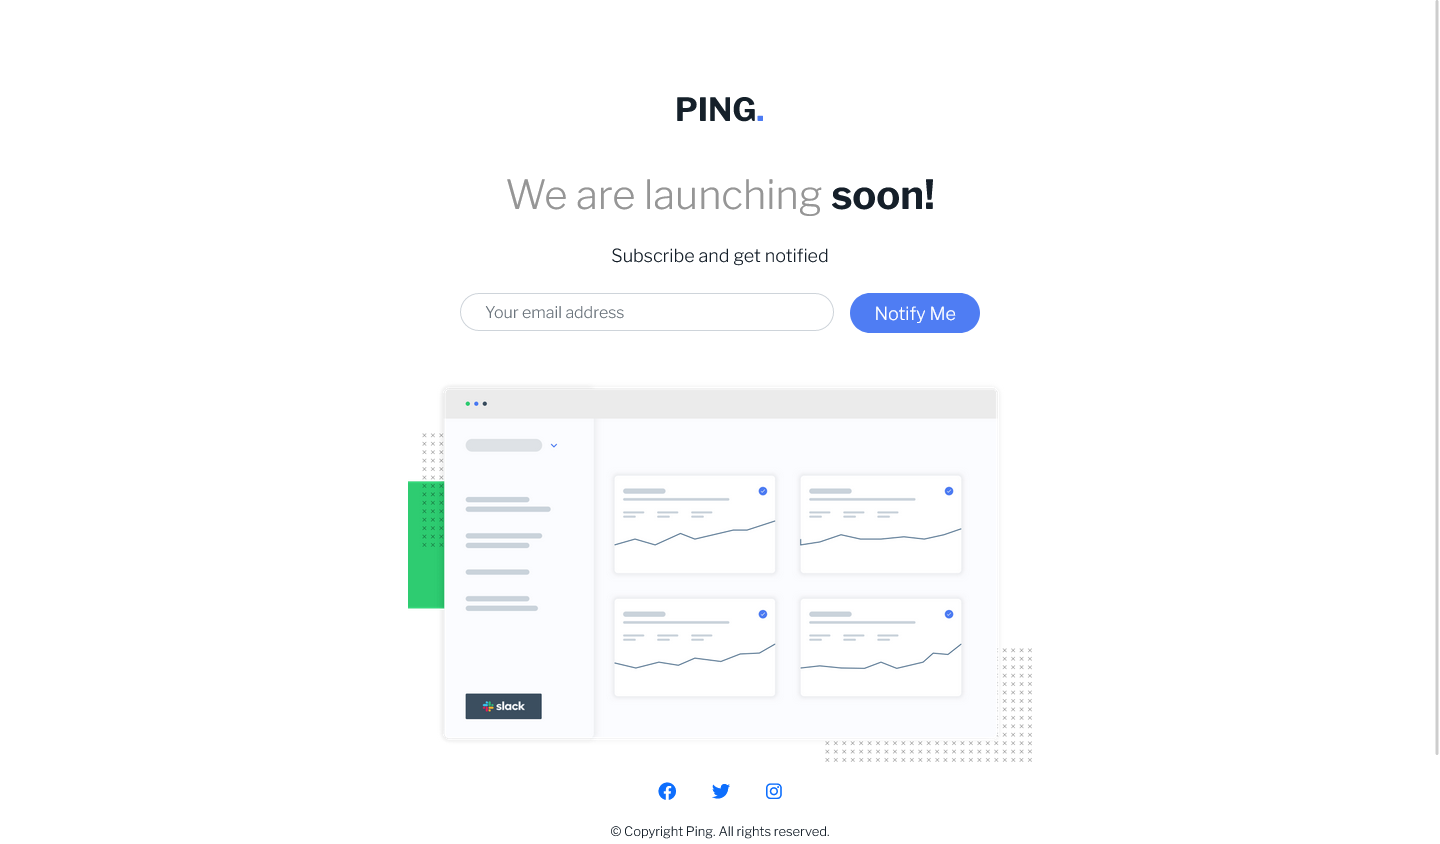 PING.
We are launching soon!
Subscribe and get notified
Your email address
Notify Me
slack
© Copyright Ping. All rights reserved.